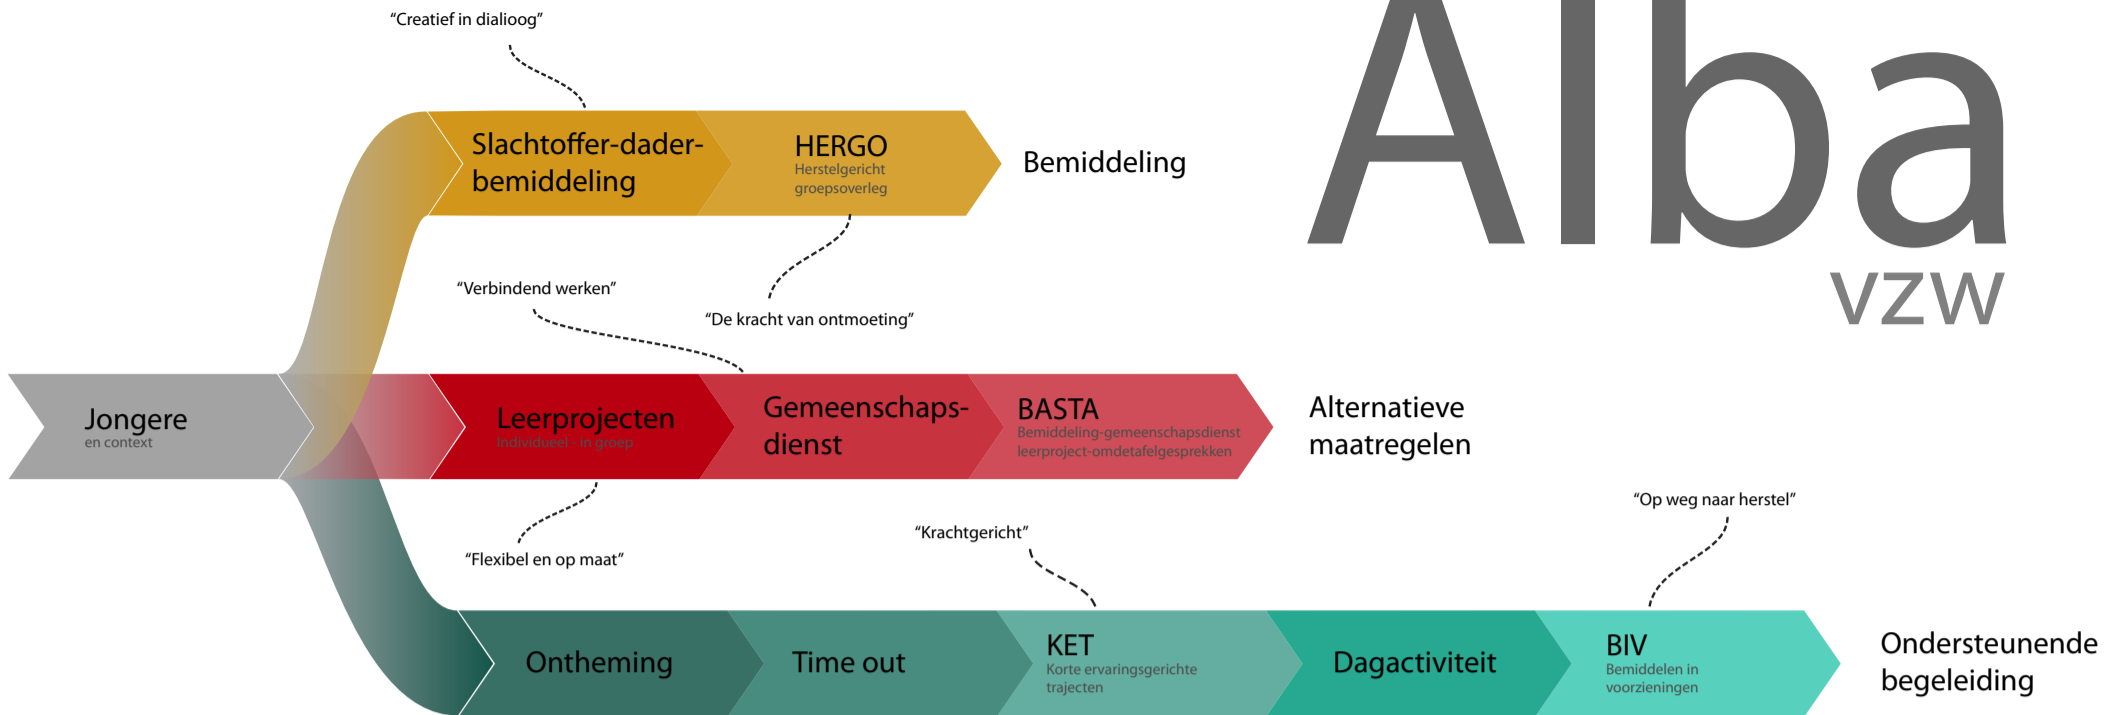 “Creatief in dialioog”
Alba
vzw
Slachtoffer-dader-
bemiddeling
HERGO
Herstelgericht
groepsoverleg
Bemiddeling
“Verbindend werken”
“De kracht van ontmoeting”
Jongere
en context
Leerprojecten
Individueel - in groep
Gemeenschaps-
dienst
BASTA
Bemiddeling-gemeenschapsdienst
leerproject-omdetafelgesprekken
Alternatieve
maatregelen
“Flexibel en op maat”
“Krachtgericht”
“Op weg naar herstel”
Ontheming
Time out
KET
Korte ervaringsgerichte
trajecten
Dagactiviteit
BIV
Bemiddelen in
voorzieningen
Ondersteunende
begeleiding